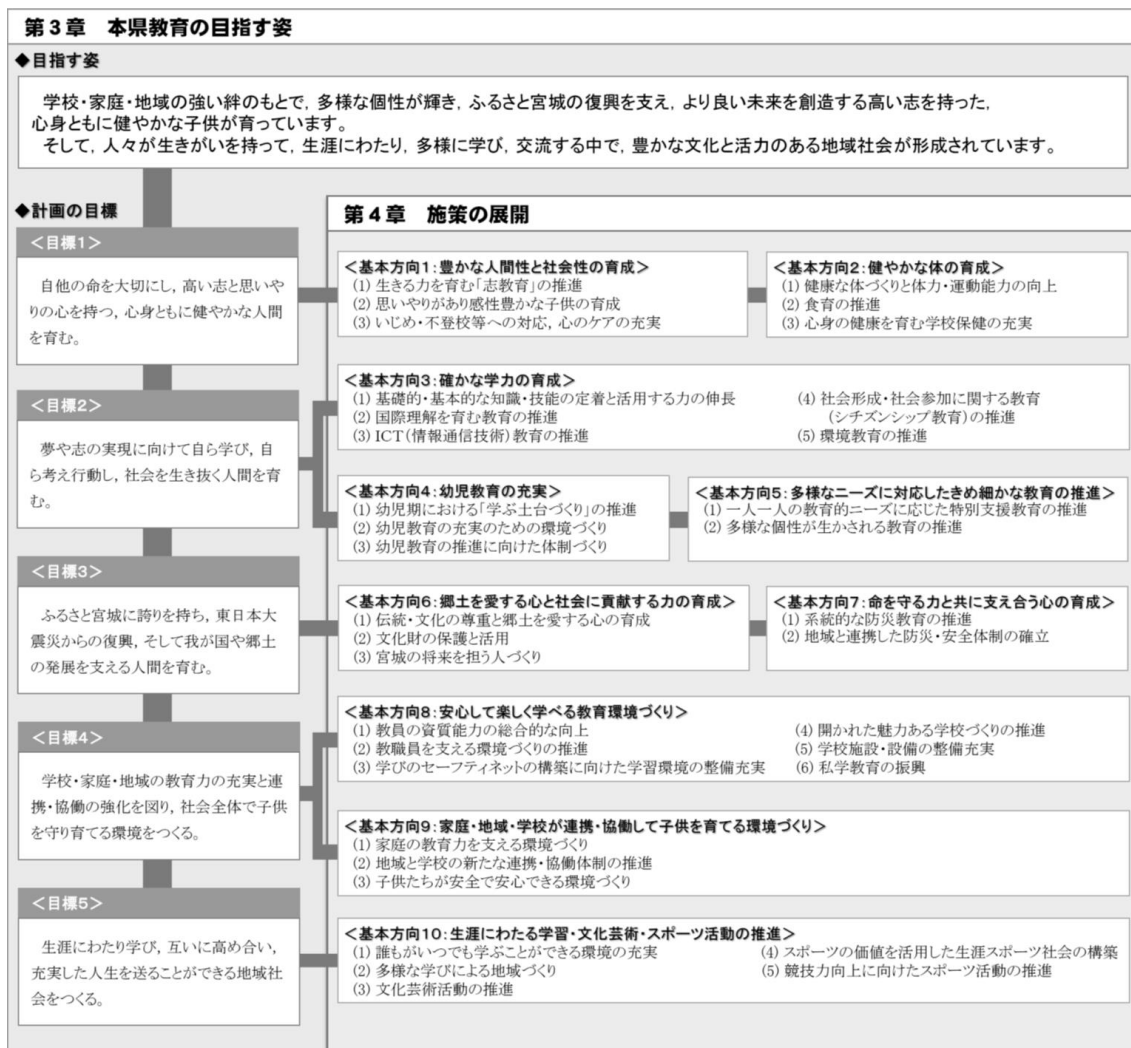 第3章 本県教育の目指す姿
◆目指す姿
学校・家庭・地域の強い絆のもとで，多様な個性が輝き，ふるさと宮城の復興を支え，より良い未来を創造する高い志を持った，
心身ともに健やかな子供が育っています。
そして，人々が生きがいを持って，生涯にわたり，多様に学び，交流する中で，豊かな文化と活力のある地域社会が形成されています。
◆計画の目標
＜目標1＞
自他の命を大切にし，高い志と思いや
りの心を持つ，心身ともに健やかな人間
を育む。
＜目標2＞
夢や志の実現に向けて自ら学び，自
ら考え行動し，社会を生き抜く人間を育
む。
＜目標3＞
ふるさと宮城に誇りを持ち，東日本大
震災からの復興，そして我が国や郷土
の発展を支える人間を育む。
＜目標4＞
学校・家庭・地域の教育力の充実と連
携・協働の強化を図り，社会全体で子供
を守り育てる環境をつくる。
＜目標5＞
生涯にわたり学び，互いに高め合い，
充実した人生を送ることができる地域社
会をつくる。
第4章 施策の展開
＜基本方向1：豊かな人間性と社会性の育成＞
(1) 生きる力を育む「志教育」の推進
(2) 思いやりがあり感性豊かな子供の育成
(3) いじめ・不登校等への対応，心のケアの充実
＜基本方向2：健やかな体の育成＞
(1) 健康な体づくりと体力・運動能力の向上
(2) 食育の推進
(3) 心身の健康を育む学校保健の充実
＜基本方向3：確かな学力の育成＞
(1) 基礎的・基本的な知識・技能の定着と活用する力の伸長
(2) 国際理解を育む教育の推進
(3) ICT(情報通信技術)教育の推進
(4) 社会形成・社会参加に関する教育
(シチズンシップ教育)の推進
(5) 環境教育の推進
＜基本方向4：幼児教育の充実＞
(1) 幼児期における「学ぶ土台づくり」の推進
(2) 幼児教育の充実のための環境づくり
(3) 幼児教育の推進に向けた体制づくり
＜基本方向5：多様なニーズに対応したきめ細かな教育の推進＞
(1) 一人一人の教育的ニーズに応じた特別支援教育の推進
(2) 多様な個性が生かされる教育の推進
＜基本方向6：郷土を愛する心と社会に貢献する力の育成＞
(1) 伝統・文化の尊重と郷土を愛する心の育成
(2) 文化財の保護と活用
(3) 宮城の将来を担う人づくり
＜基本方向7：命を守る力と共に支え合う心の育成＞
(1) 系統的な防災教育の推進
(2) 地域と連携した防災・安全体制の確立
＜基本方向8：安心して楽しく学べる教育環境づくり＞
(1) 教員の資質能力の総合的な向上
(2) 教職員を支える環境づくりの推進
(3) 学びのセーフティネットの構築に向けた学習環境の整備充実
(4) 開かれた魅力ある学校づくりの推進
(5) 学校施設・設備の整備充実
(6) 私学教育の振興
＜基本方向9：家庭・地域・学校が連携・協働して子供を育てる環境づくり＞
(1) 家庭の教育力を支える環境づくり
(2) 地域と学校の新たな連携・協働体制の推進
(3) 子供たちが安全で安心できる環境づくり
＜基本方向10：生涯にわたる学習・文化芸術・スポーツ活動の推進＞
(1) 誰もがいつでも学ぶことができる環境の充実
(2) 多様な学びによる地域づくり
(3) 文化芸術活動の推進
(4) スポーツの価値を活用した生涯スポーツ社会の構築
(5) 競技力向上に向けたスポーツ活動の推進